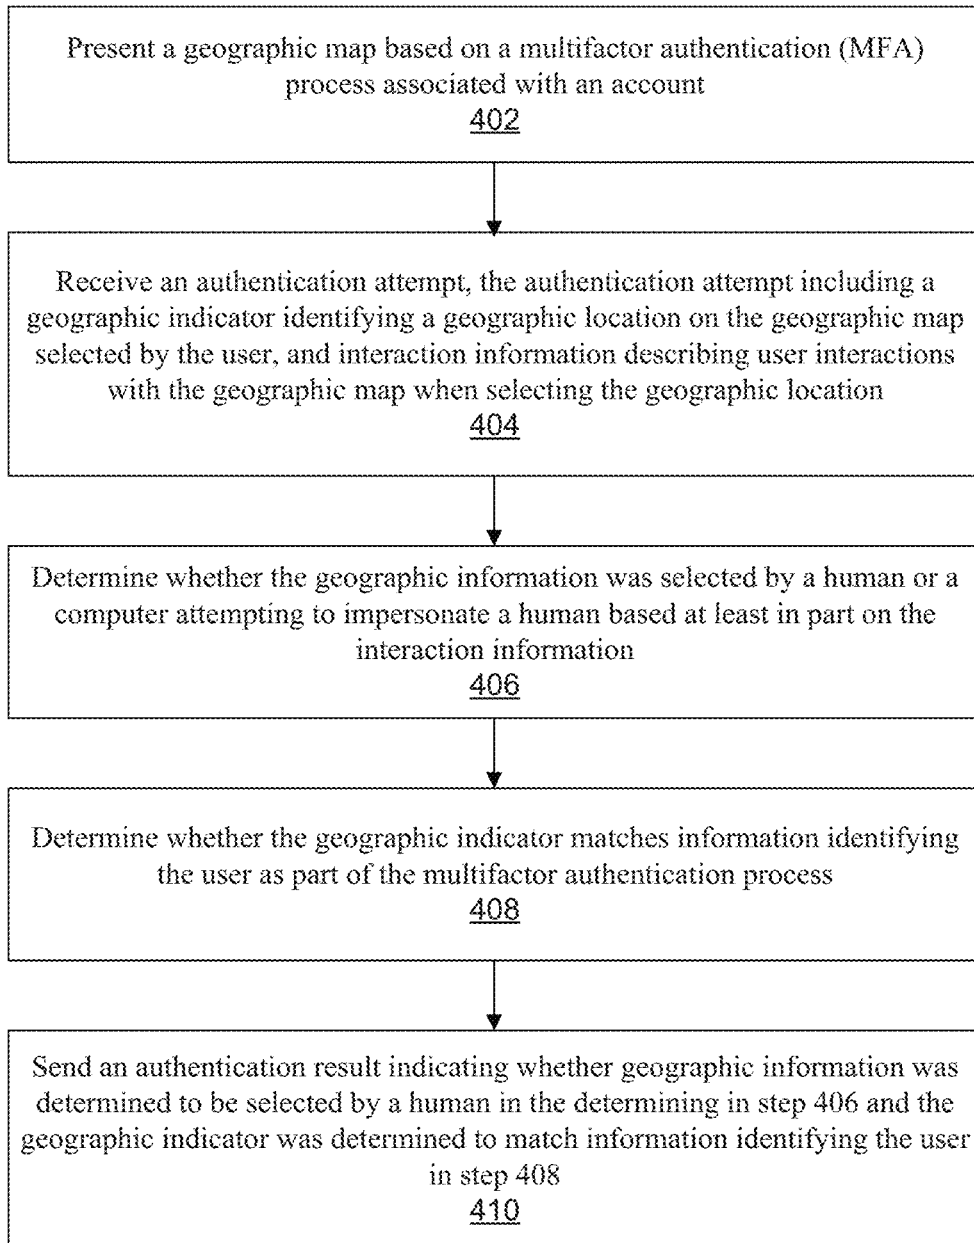 Present a geographic map based on a multifactor authentication (MFA)
process associated with an account
402
Receive an authentication attempt, the authentication attempt including a
geographic indicator identifying a geographic location on the geographic map
selected by the user, and interaction information describing user interactions
with the geographic map when selecting the geographic location
404
Determine whether the geographic information was selected by a human or a
computer attempting to impersonate a human based at least in part on the
interaction information
406
Determine whether the geographic indicator matches information identifying
the user as part of the multifactor authentication process
408
Send an authentication result indicating whether geographic information was
determined to be selected by a human in the determining in step 406 and the
geographic indicator was determined to match information identifying the user
in step 408
410